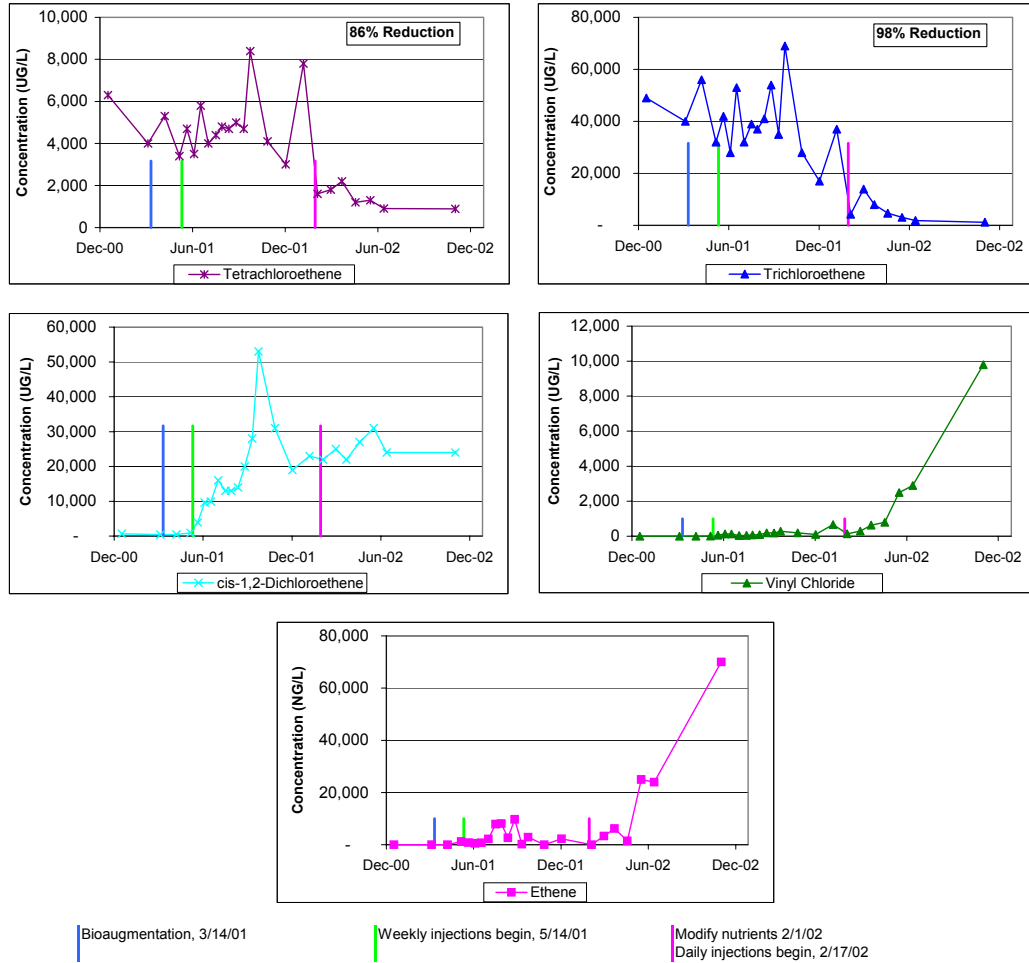 86% Reduction
Concentration (UG/L)
10,000
8,000
6,000
4,000
2,000
0
Dec-00 Jun-01 Dec-01 Jun-02 Dec-02
Tetrachloroethene
98% Reduction
Concentration (UG/L)
80,000
60,000
40,000
20,000
-
Dec-00 Jun-01 Dec-01 Jun-02 Dec-02
Trichloroethene
Concentration (UG/L)
60,000
50,000
40,000
30,000
20,000
10,000
-
Dec-00 Jun-01 Dec-01 Jun-02 Dec-02
cis-1,2-Dichloroethene
Concentration (UG/L)
12,000
10,000
8,000
6,000
4,000
2,000
0
Dec-00 Jun-01 Dec-01 Jun-02 Dec-02
Vinyl Chloride
Concentration (NG/L)
80,000
60,000
40,000
20,000
-
Dec-00 Jun-01 Dec-01 Jun-02 Dec-02
Ethene
Bioaugmentation, 3/14/01
Weekly injections begin, 5/14/01
Modify nutrients 2/1/02
Daily injections begin, 2/17/02